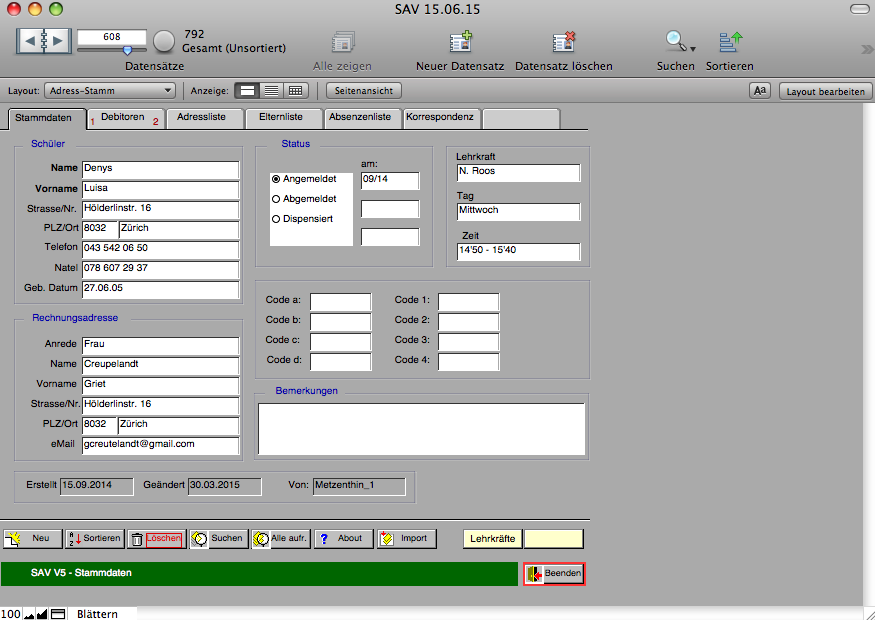 SAV 15.06.15
608
792
Gesamt (Unsortiert)
Datensätze
Alle zeigen
Neuer Datensatz
Datensatz löschen
Suchen
Sortieren
Layout: Adress-Stamm
Anzeige:
Seitenansicht
Aa
Layout bearbeiten
Stammdaten
1 Debitoren 2
Adressliste
Elternliste
Absenzenliste
Korrespondenz
Schüler
Name Denys
Vorname Luisa
Strasse/Nr. Hölderlinstr. 16
PLZ/Ort 8032 Zürich
Telefon 043 542 06 50
Natel 078 607 29 37
Geb. Datum 27.06.05
Status
am:
Angemeldet 09/14
Abgemeldet
Dispensiert
Lehrkraft
N. Roos
Tag
Mittwoch
Zeit
14'50 - 15'40
Code a: Code 1:
Code b: Code 2:
Code c: Code 3:
Code d: Code 4:
Rechnungsadresse
Anrede Frau
Name Creupelandt
Vorname Griet
Strasse/Nr. Hölderlinstr. 16
PLZ/Ort 8032 Zürich
eMail gcreutelandt@gmail.com
Bemerkungen
Erstellt 15.09.2014 Geändert 30.03.2015 Von: Metzenthin_1
Neu
A Z Sortieren
Löschen
Suchen
Alle aufr.
? About
Import
Lehrkräfte
SAV V5 - Stammdaten
Beenden
100 Blättern